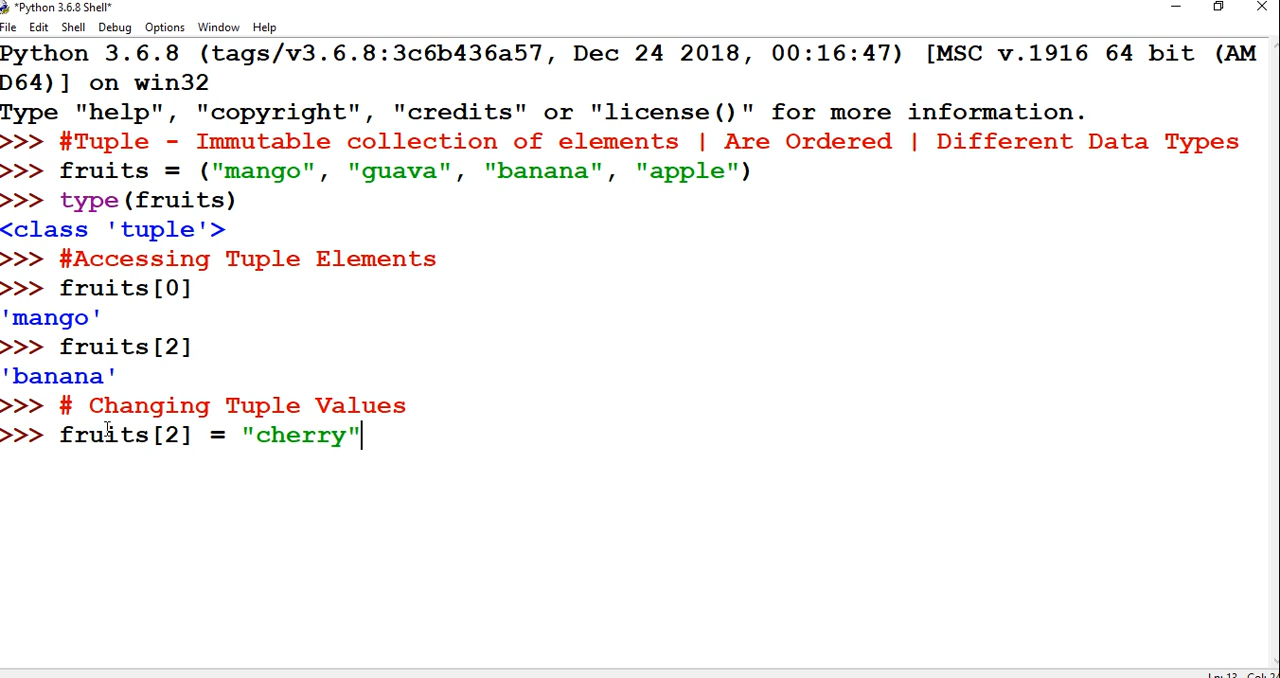 *Python 3.6.8 Shell*
File Edit Shell Debug Options Window Help
Python 3.6.8 (tags/v3.6.8:3c6b436a57, Dec 24 2018, 00:16:47) [MSC v.1916 64 bit (AM
D64)] on win32
Type "help", "copyright", "credits" or "license()" for more information.
>>> #Tuple - Immutable collection of elements | Are Ordered | Different Data Types
>>> fruits = ("mango", "guava", "banana", "apple")
>>> type(fruits)
<class 'tuple'>
>>> #Accessing Tuple Elements
>>> fruits[0]
'mango'
>>> fruits[2]
'banana'
>>> # Changing Tuple Values
>>> fruits[2] = "cherry"